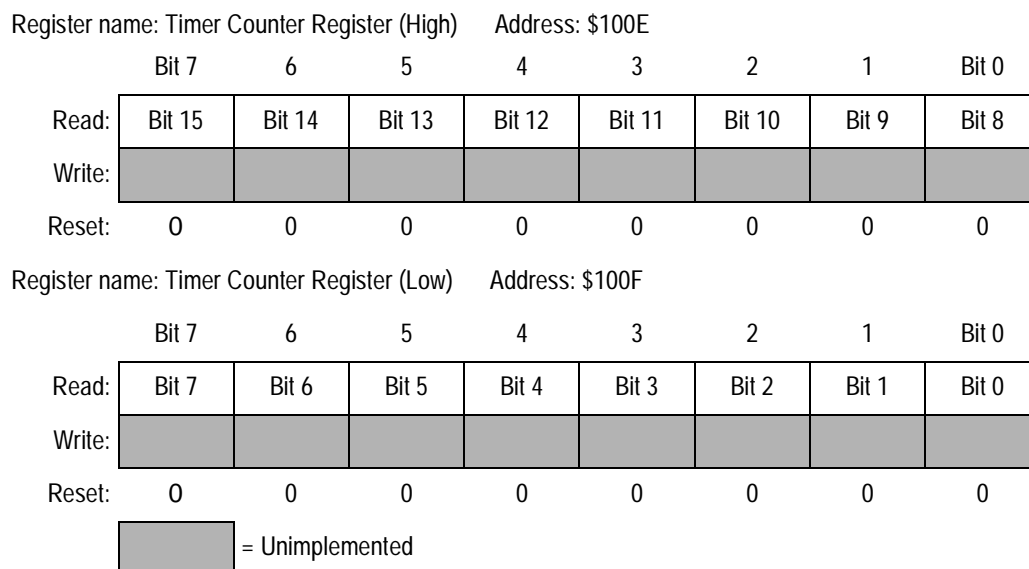 Register name: Timer Counter Register (High) Address: $100E
Bit 7 6 5 4 3 2 1 Bit 0
Read: Bit 15 Bit 14 Bit 13 Bit 12 Bit 11 Bit 10 Bit 9 Bit 8
Write:
Reset: 0 0 0 0 0 0 0 0
Register name: Timer Counter Register (Low) Address: $100F
Bit 7 6 5 4 3 2 1 Bit 0
Read: Bit 7 Bit 6 Bit 5 Bit 4 Bit 3 Bit 2 Bit 1 Bit 0
Write:
Reset: 0 0 0 0 0 0 0 0
= Unimplemented